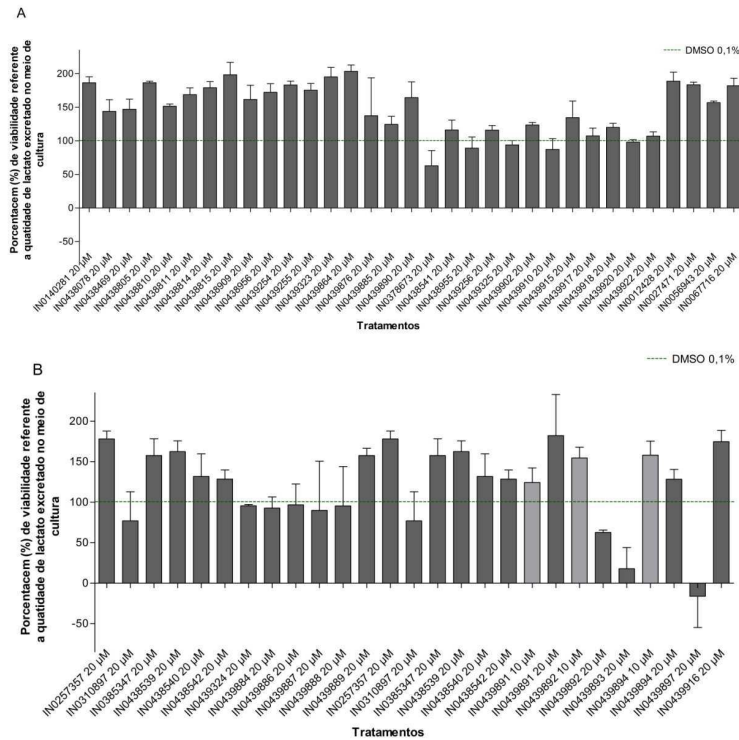 A
DMSO 0,1%
Porcentacem (%) de viabilidade referente
a quatidade de lactato excretado no meio de
cultura
200
150
100
50
0
-50
IN0140281 20 µM
IN0438078 20 µM
IN0438469 20 µM
IN0438805 20 µM
IN0438810 20 µM
IN0438811 20 µM
IN0438814 20 µM
IN0438815 20 µM
IN0438909 20 µM
IN0438956 20 µM
IN0439254 20 µM
IN0439255 20 µM
IN0439323 20 µM
IN0439864 20 µM
IN0439876 20 µM
IN0439885 20 µM
IN0439890 20 µM
IN0378673 20 µM
IN0438541 20 µM
IN0438955 20 µM
IN0439256 20 µM
IN0439325 20 µM
IN0439902 20 µM
IN0439910 20 µM
IN0439915 20 µM
IN0439917 20 µM
IN0439918 20 µM
IN0439920 20 µM
IN0439922 20 µM
IN0012428 20 µM
IN0027471 20 µM
IN0056943 20 µM
IN0067716 20 µM
Tratamentos
DMSO 0,1%
B
Porcentacem (%) de viabilidade referente
a quatidade de lactato excretado no meio de
cultura
200
150
100
50
0
-50
IN0257357 20 µM
IN0310897 20 µM
IN0385347 20 µM
IN0438539 20 µM
IN0438540 20 µM
IN0438542 20 µM
IN0439324 20 µM
IN0439884 20 µM
IN0439886 20 µM
IN0439887 20 µM
IN0439888 20 µM
IN0439889 20 µM
IN0257357 20 µM
IN0310897 20 µM
IN0385347 20 µM
IN0438539 20 µM
IN0438540 20 µM
IN0438542 20 µM
IN0439891 10 µM
IN0439891 20 µM
IN0439892 10 µM
IN0439892 20 µM
IN0439893 20 µM
IN0439894 10 µM
IN0439894 20 µM
IN0439897 20 µM
IN0439916 20 µM
Tratamentos